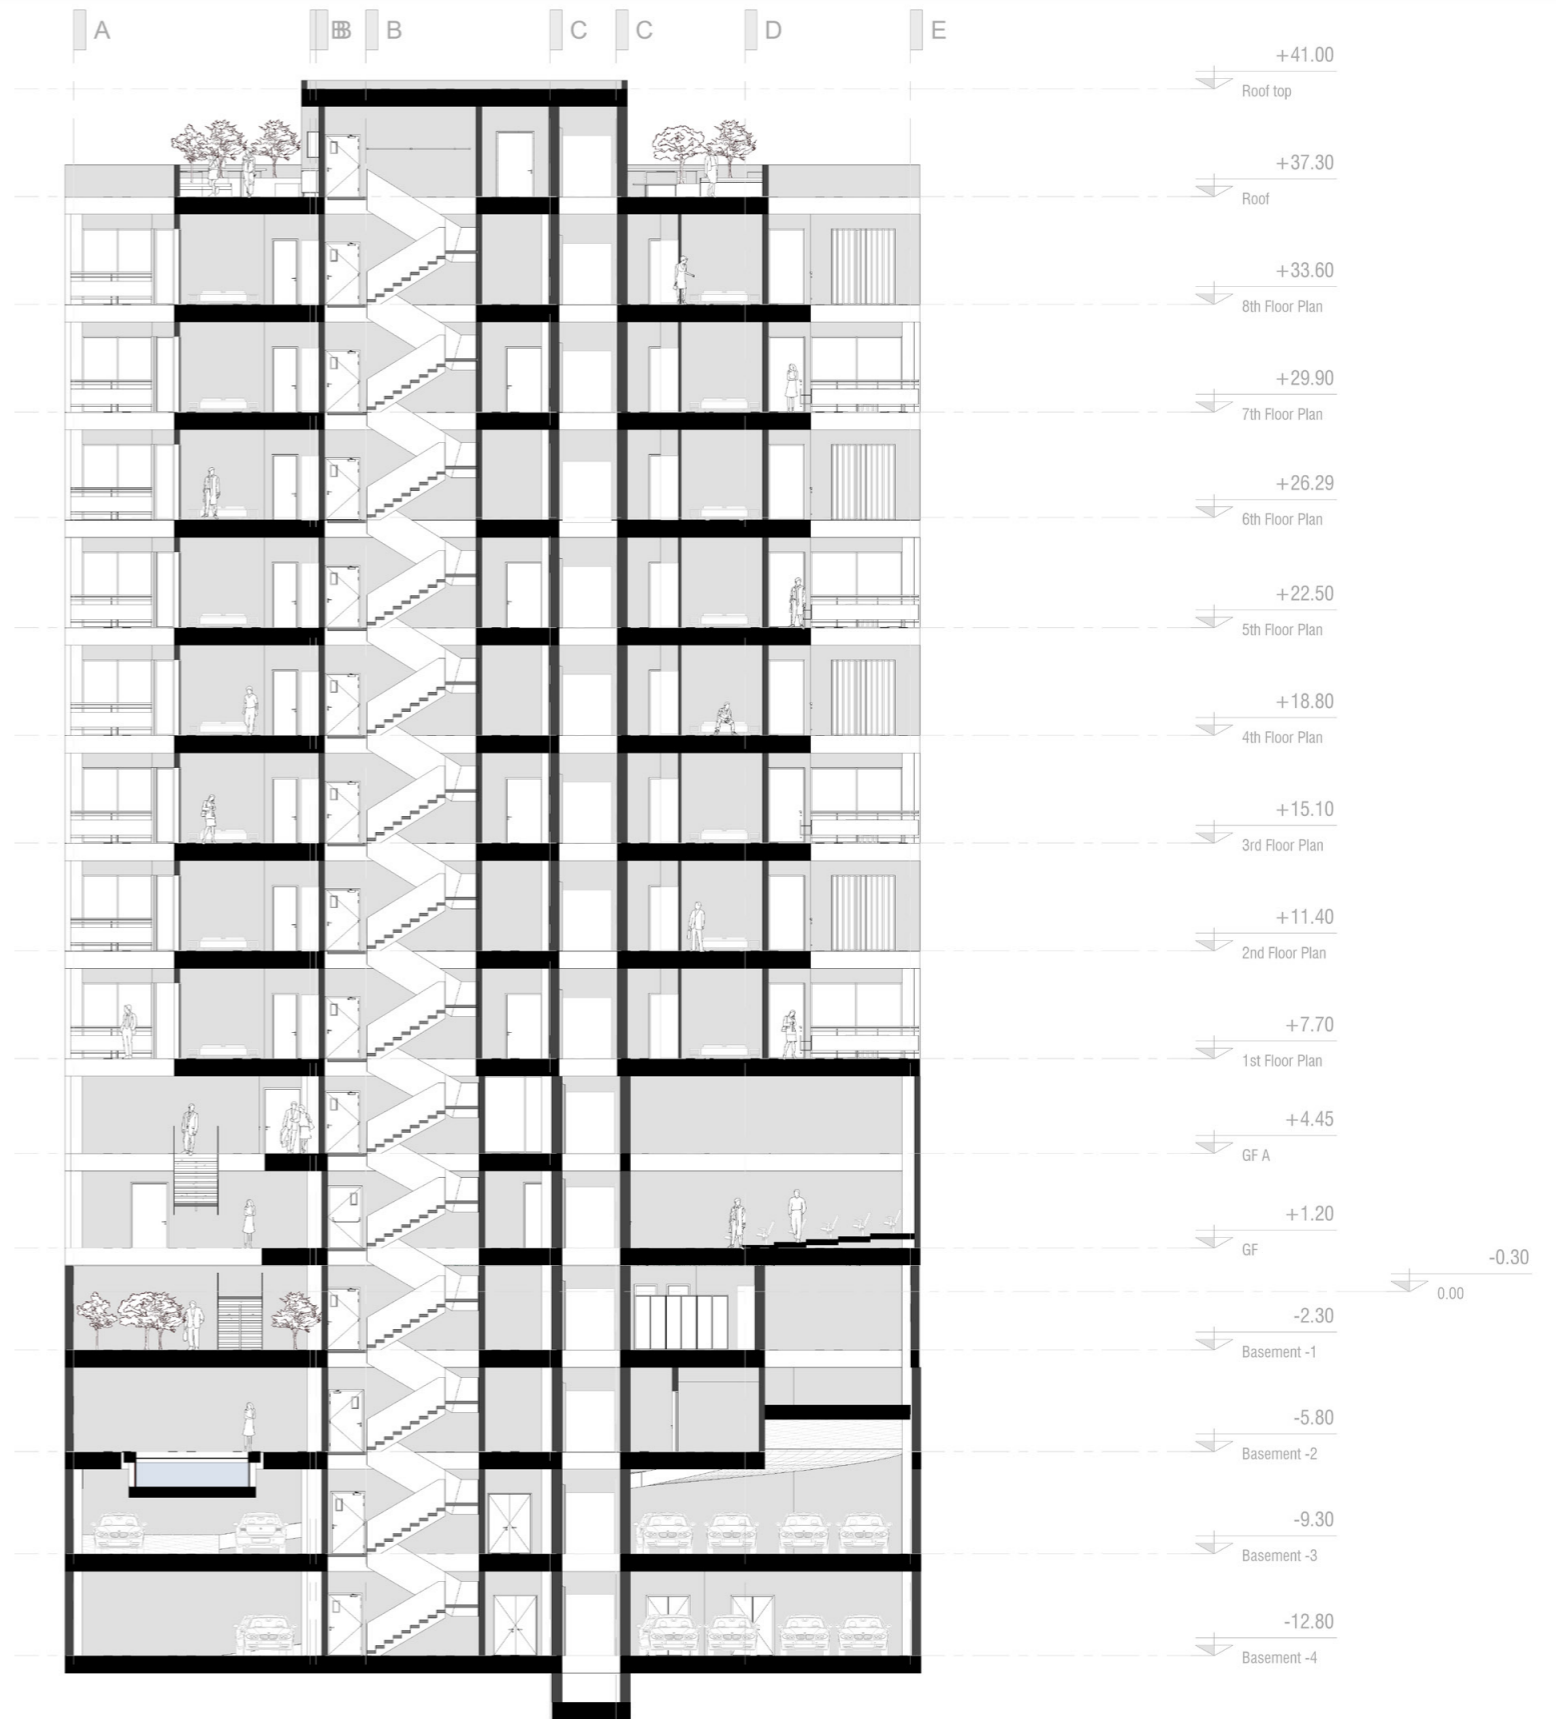 A
B
B
B
C
C
D
E
+41.00
Roof top
+37.30
Roof
+33.60
8th Floor Plan
+29.90
7th Floor Plan
+26.29
6th Floor Plan
+22.50
5th Floor Plan
+18.80
4th Floor Plan
+15.10
3rd Floor Plan
+11.40
2nd Floor Plan
+7.70
1st Floor Plan
+4.45
GF A
+1.20
GF
-0.30
0.00
-2.30
Basement -1
-5.80
Basement -2
-9.30
Basement -3
-12.80
Basement -4